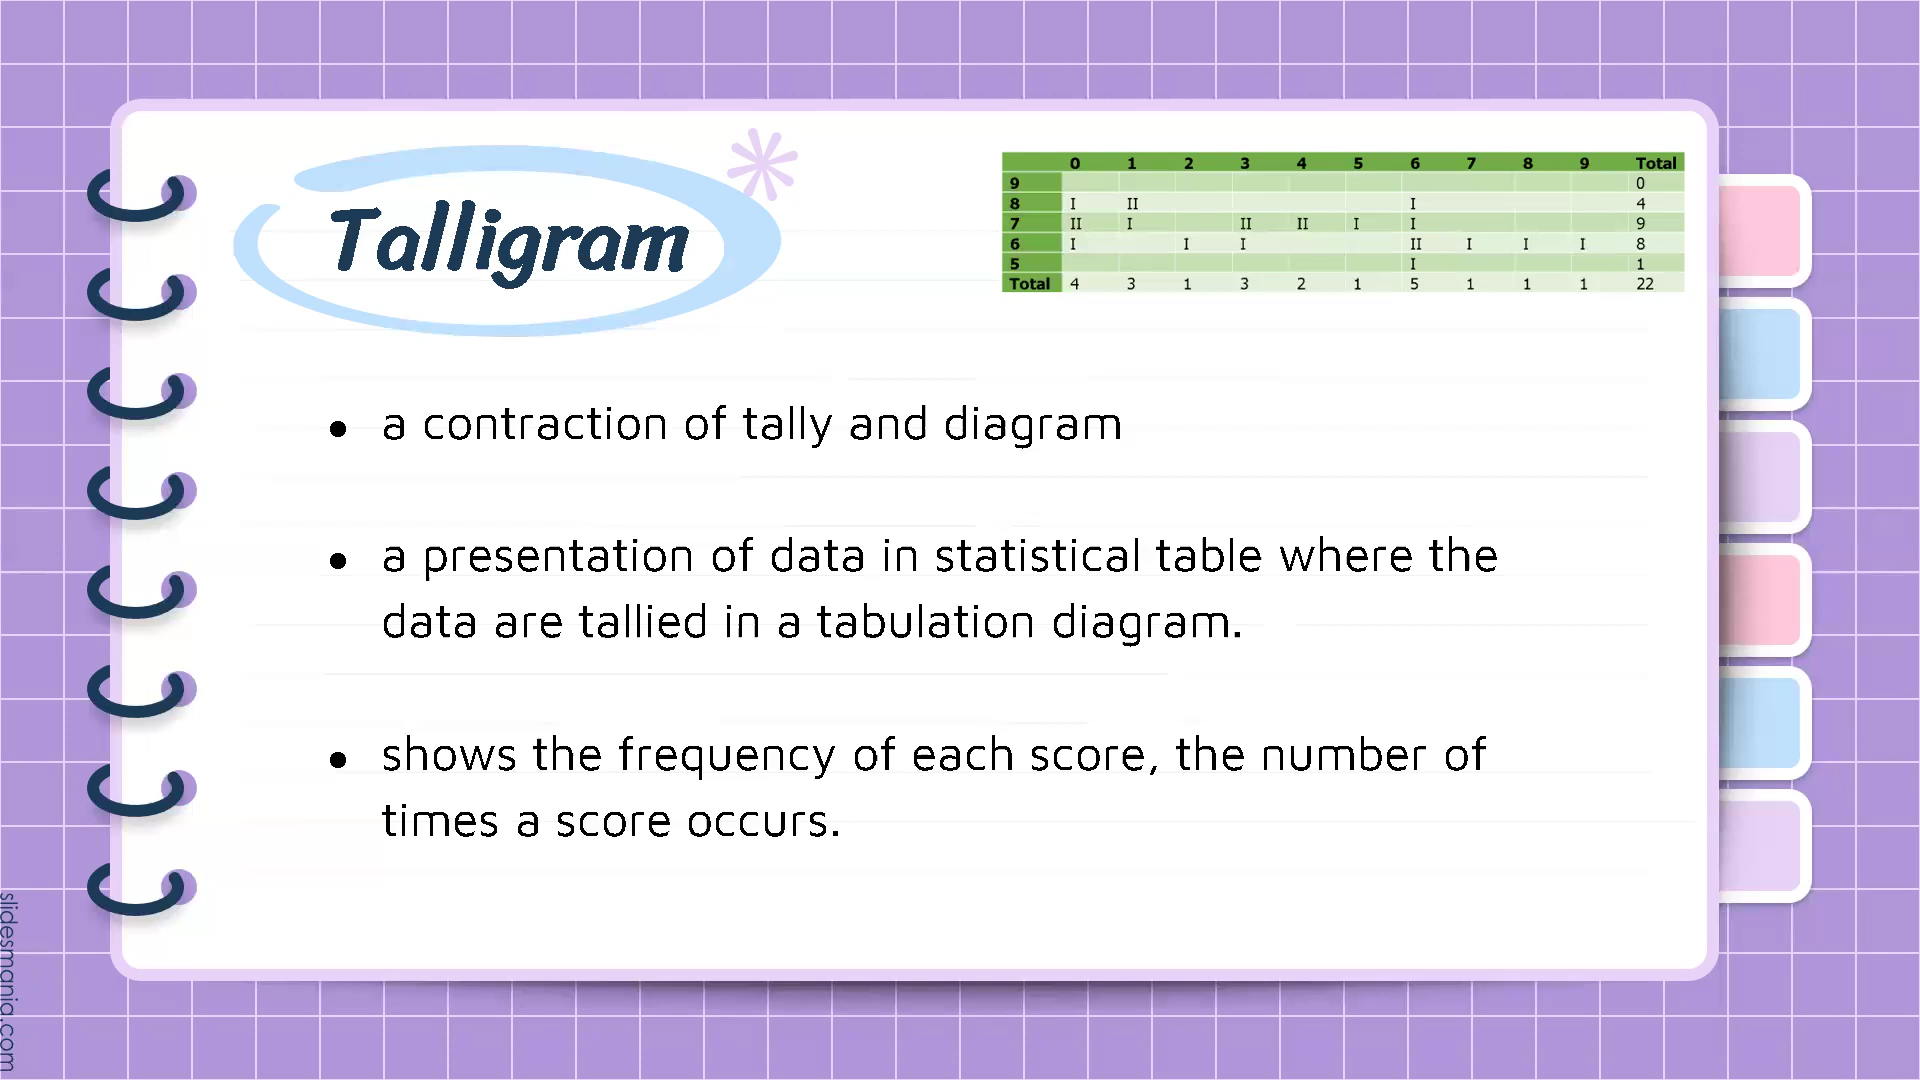 Talligram
0 1 2 3 4 5 6 7 8 9 Total
9 0
8 I II I 4
7 II I II II I I 9
6 I I I II I I I 8
5 I 1
Total 4 3 1 3 2 1 5 1 1 1 22
• a contraction of tally and diagram
• a presentation of data in statistical table where the
data are tallied in a tabulation diagram.
• shows the frequency of each score, the number of
times a score occurs.
slidesmania.com